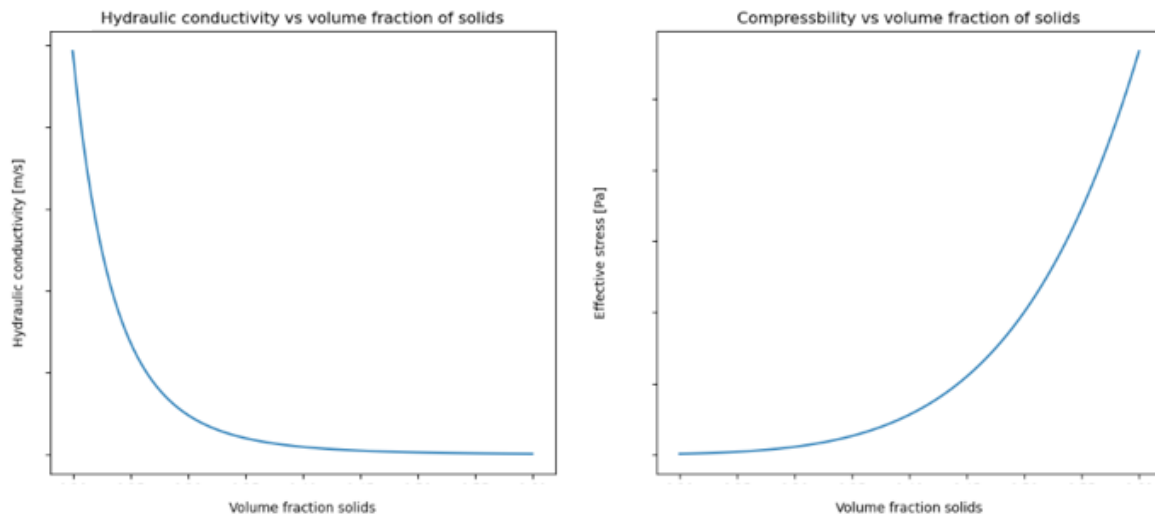 Hydraulic conductivity vs volume fraction of solids
Hydraulic conductivity [m/s]
Volume fraction solids
Compressbility vs volume fraction of solids
Effective stress [Pa]
Volume fraction solids